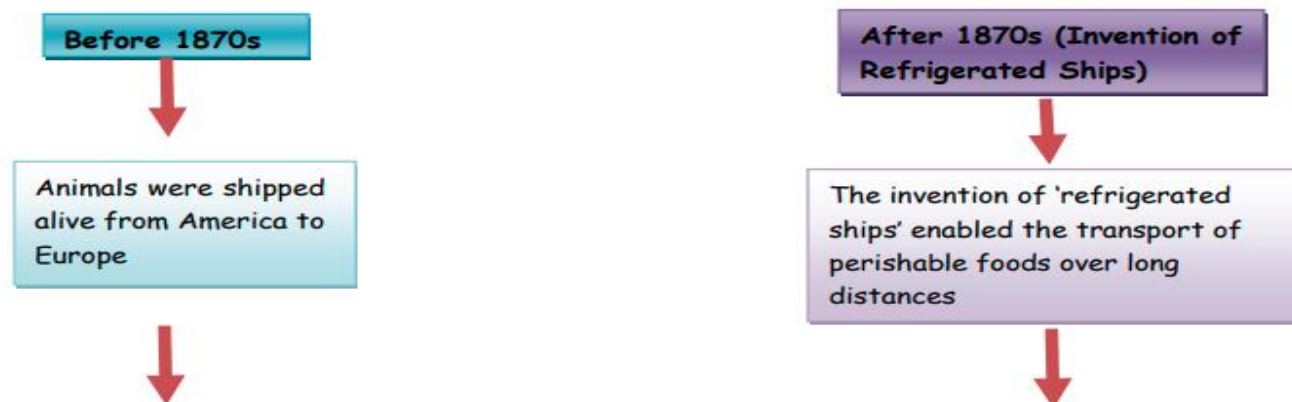 Before 1870s
Animals were shipped
alive from America to
Europe
After 1870s (Invention of
Refrigerated Ships)
The invention of ‘refrigerated
ships’ enabled the transport of
perishable foods over long
distances